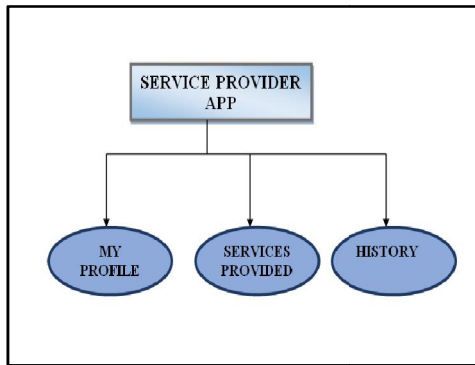 SERVICE PROVIDER
APP
MY
PROFILE
SERVICES
PROVIDED
HISTORY